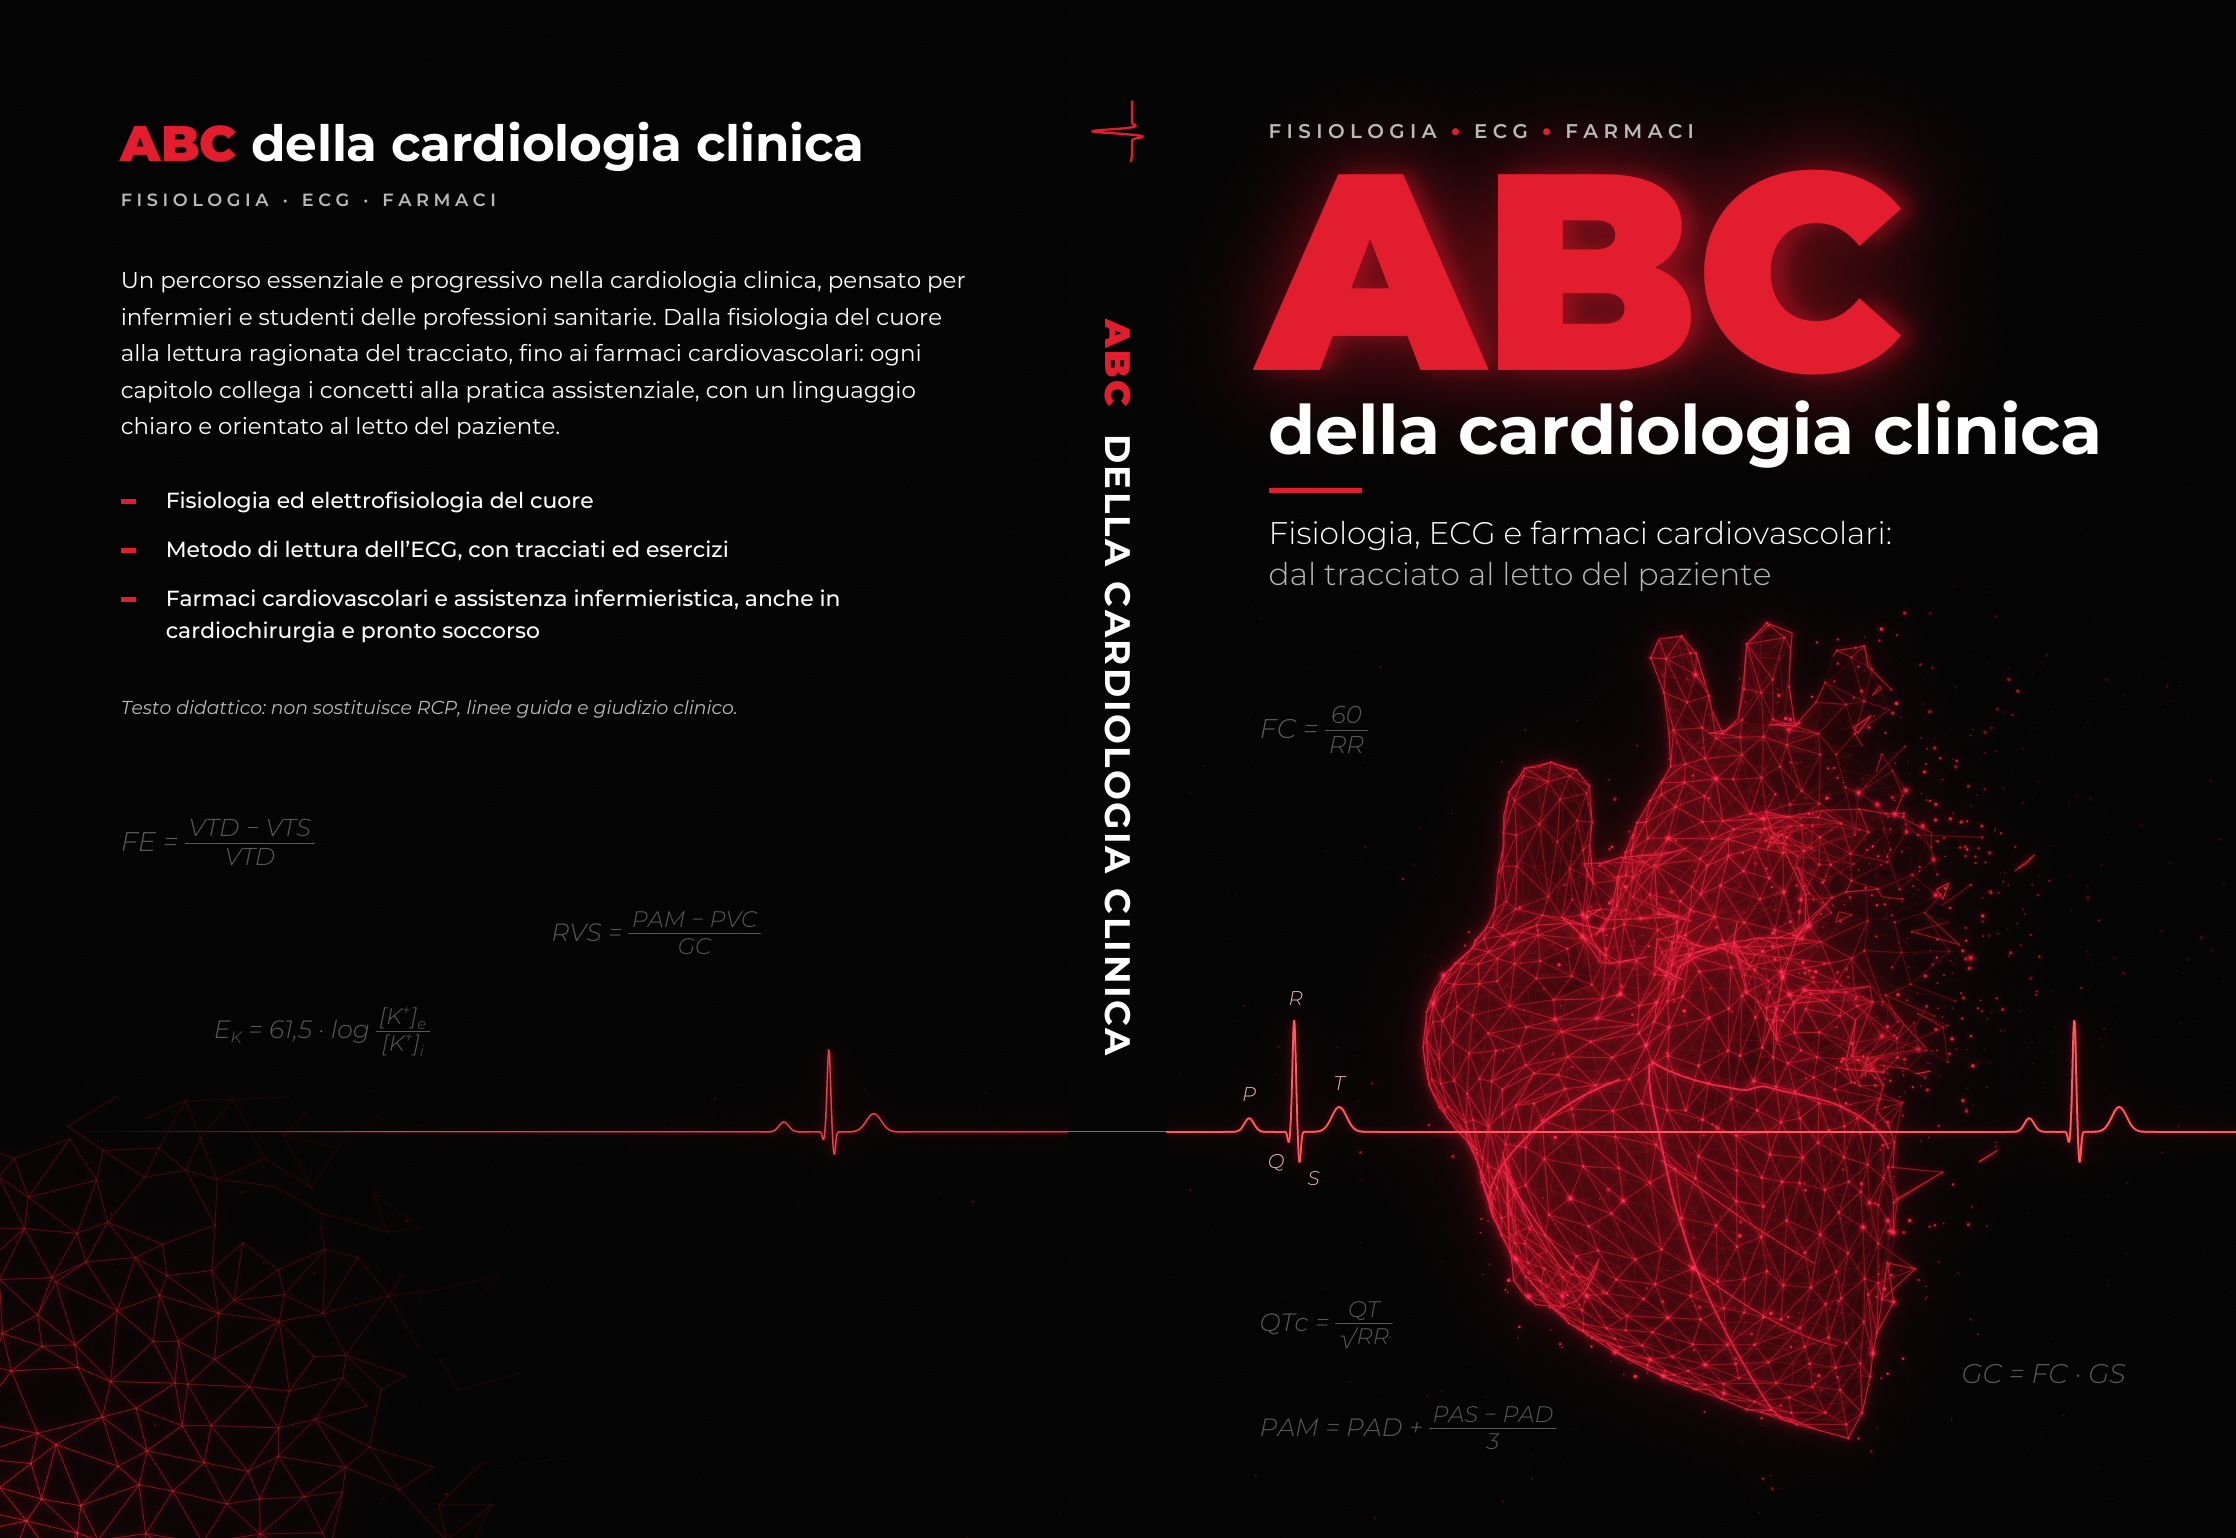 ABC della cardiologia clinica
FISIOLOGIA · ECG · FARMACI
Un percorso essenziale e progressivo nella cardiologia clinica, pensato per
infermieri e studenti delle professioni sanitarie. Dalla fisiologia del cuore
alla lettura ragionata del tracciato, fino ai farmaci cardiovascolari: ogni
capitolo collega i concetti alla pratica assistenziale, con un linguaggio
chiaro e orientato al letto del paziente.
Fisiologia ed elettrofisiologia del cuore
Metodo di lettura dell’ECG, con tracciati ed esercizi
Farmaci cardiovascolari e assistenza infermieristica, anche in
cardiochirurgia e pronto soccorso
Testo didattico: non sostituisce RCP, linee guida e giudizio clinico.
FE = (VTD − VTS) / VTD
RVS = (PAM − PVC) / GC
E_K = 61,5 · log [K⁺]_e / [K⁺]_i
ABC DELLA CARDIOLOGIA CLINICA
FISIOLOGIA • ECG • FARMACI
ABC
della cardiologia clinica
Fisiologia, ECG e farmaci cardiovascolari:
dal tracciato al letto del paziente
FC = 60 / RR
R
P
T
Q
S
QTc = QT / √RR
GC = FC · GS
PAM = PAD + (PAS − PAD) / 3